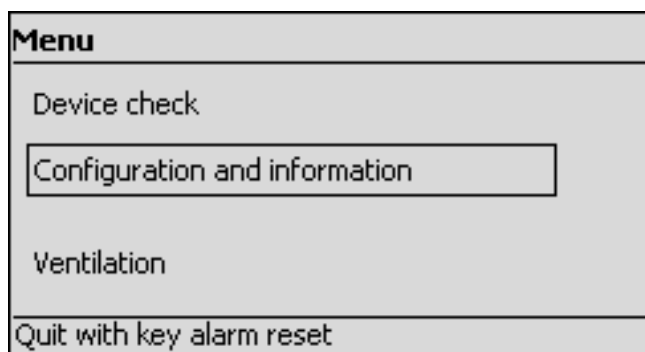 Menu
Device check
Configuration and information
Ventilation
Quit with key alarm reset